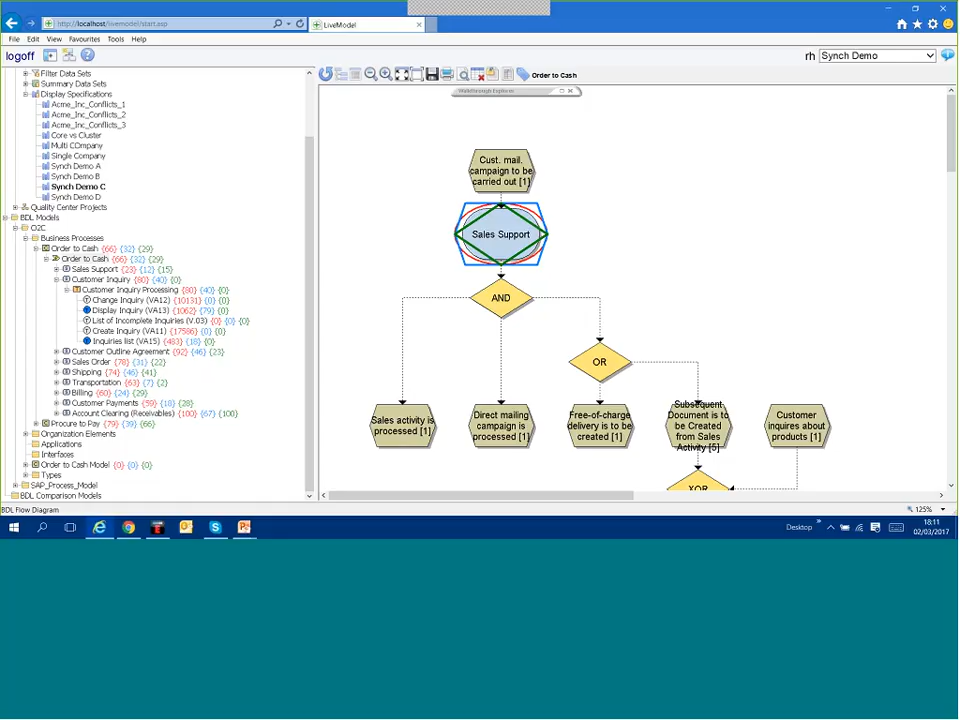 http://localhost/livemodel/start.asp
LiveModel
File Edit View Favourites Tools Help
logoff
rh Synch Demo
Filter Data Sets
Summary Data Sets
Display Specifications
Acme_Inc_Conflicts_1
Acme_Inc_Conflicts_2
Acme_Inc_Conflicts_3
Core vs Cluster
Multi COmpany
Single Company
Synch Demo A
Synch Demo B
Synch Demo C
Synch Demo D
Quality Center Projects
BDL Models
O2C
Business Processes
Order to Cash {66} {32} {29}
Order to Cash {66} {32} {29}
Sales Support {23} {12} {15}
Customer Inquiry {80} {40} {0}
Customer Inquiry Processing {80} {40} {0}
Change Inquiry (VA12) {10131} {0} {0}
Display Inquiry (VA13) {1062} {79} {0}
List of Incomplete Inquiries (V.03) {0} {0} {0}
Create Inquiry (VA11) {17586} {0} {0}
Inquiries list (VA15) {483} {18} {0}
Customer Outline Agreement {92} {46} {23}
Sales Order {78} {31} {22}
Shipping {74} {46} {41}
Transportation {63} {7} {2}
Billing {60} {24} {29}
Customer Payments {59} {18} {28}
Account Clearing (Receivables) {100} {67} {100}
Procure to Pay {79} {39} {66}
Organization Elements
Applications
Interfaces
Order to Cash Model {0} {0} {0}
Types
SAP_Process_Model
BDL Comparison Models
Order to Cash
Walkthrough Explorer
Cust. mail.
campaign to be
carried out [1]
Sales Support
AND
OR
Sales activity is
processed [1]
Direct mailing
campaign is
processed [1]
Free-of-charge
delivery is to be
created [1]
Subsequent
Document is to
be Created
from Sales
Activity [5]
Customer
inquires about
products [1]
XOR
BDL Flow Diagram
125%
Desktop
18:11
02/03/2017